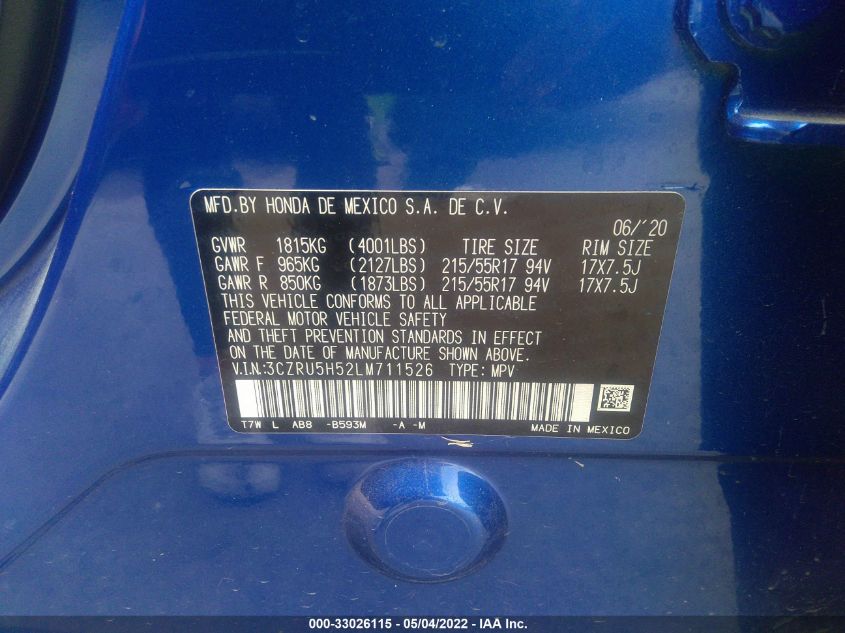 MFD.BY HONDA DE MEXICO S.A. DE C.V.
06/'20
GVWR 1815KG (4001LBS) TIRE SIZE RIM SIZE
GAWR F 965KG (2127LBS) 215/55R17 94V 17X7.5J
GAWR R 850KG (1873LBS) 215/55R17 94V 17X7.5J
THIS VEHICLE CONFORMS TO ALL APPLICABLE
FEDERAL MOTOR VEHICLE SAFETY
AND THEFT PREVENTION STANDARDS IN EFFECT
ON THE DATE OF MANUFACTURE SHOWN ABOVE.
V.I.N:3CZRU5H52LM711526 TYPE: MPV
T7W L AB8 -B593M -A -M MADE IN MEXICO
000-33026115 - 05/04/2022 - IAA Inc.